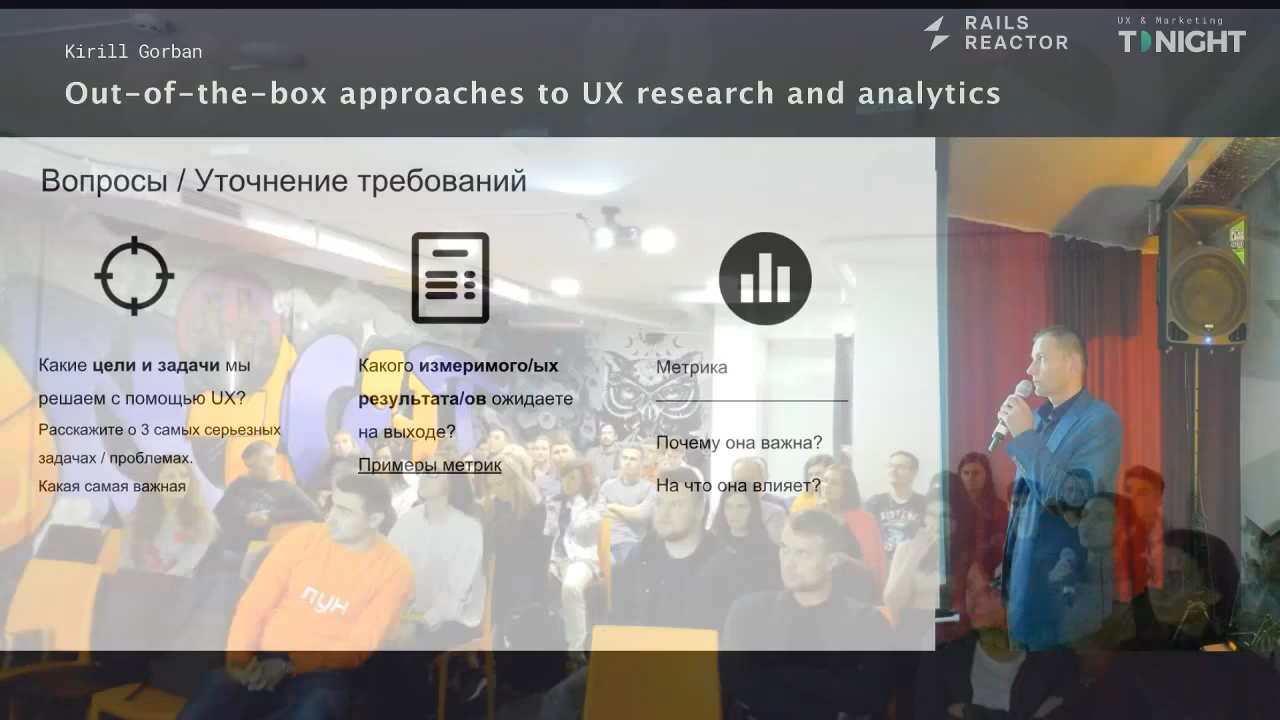 Kirill Gorban
Out-of-the-box approaches to UX research and analytics
RAILS
REACTOR
UX & Marketing
TONIGHT
Вопросы / Уточнение требований
Какие цели и задачи мы
решаем с помощью UX?
Расскажите о 3 самых серьезных
задачах / проблемах.
Какая самая важная
Какого измеримого/ых
результата/ов ожидаете
на выходе?
Примеры метрик
Метрика
Почему она важна?
На что она влияет?
пун